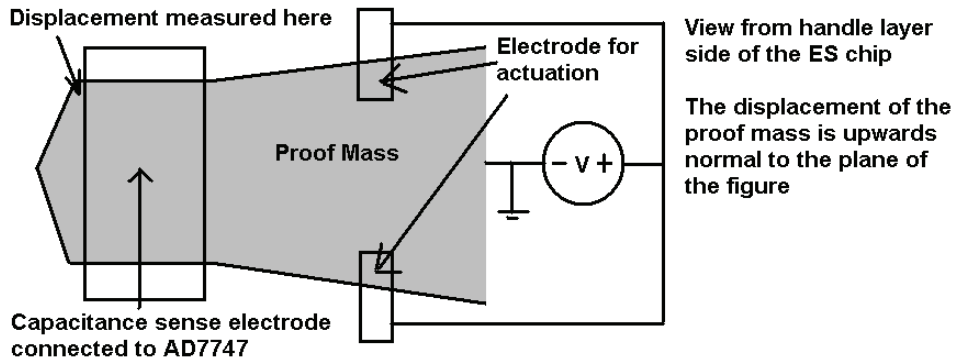 Displacement measured here
Electrode for
actuation
Proof Mass
- V +
Capacitance sense electrode
connected to AD7747
View from handle layer
side of the ES chip
The displacement of the
proof mass is upwards
normal to the plane of
the figure